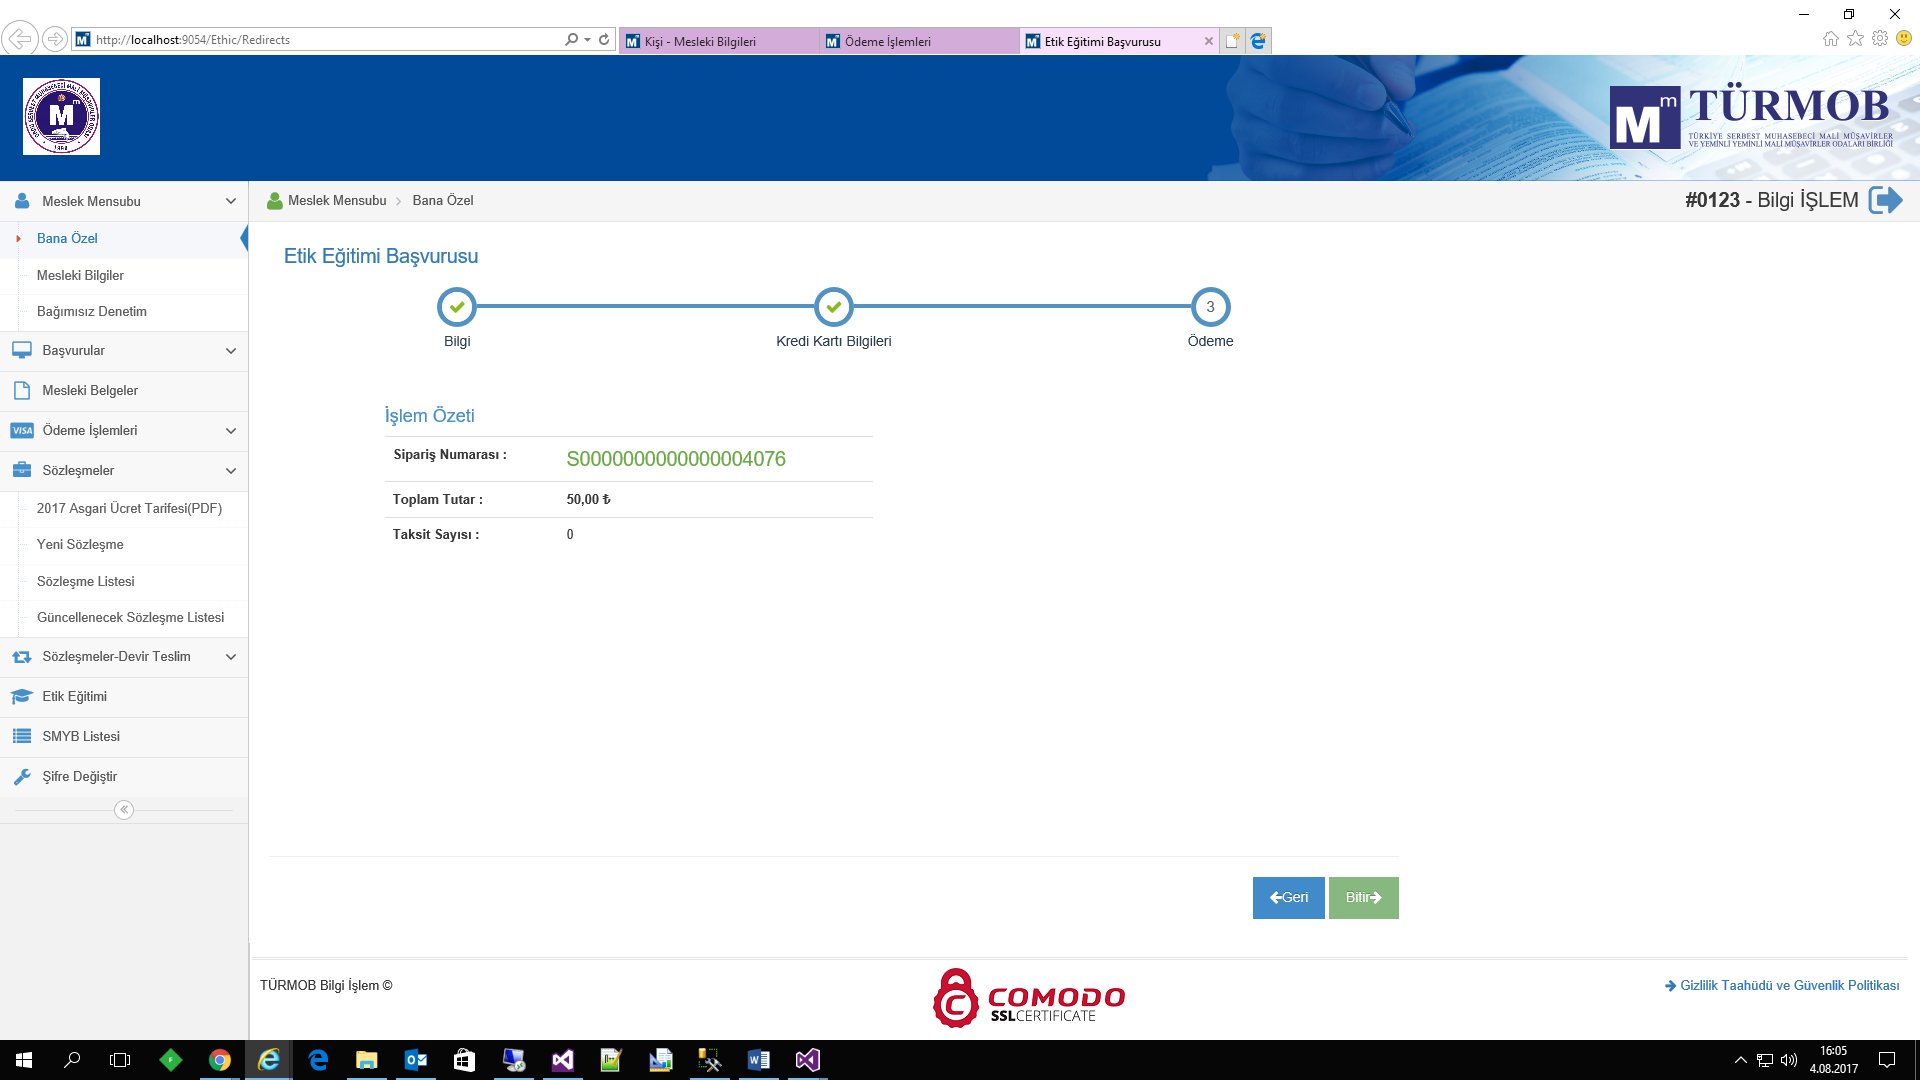 http://localhost:9054/Ethic/Redirects
Kişi - Mesleki Bilgileri
Ödeme İşlemleri
Etik Eğitimi Başvurusu
M m
TÜRMOB
TÜRKİYE SERBEST MUHASEBECİ MALİ MÜŞAVİRLER
VE YEMİNLİ YEMİNLİ MALİ MÜŞAVİRLER ODALARI BİRLİĞİ
Meslek Mensubu
Bana Özel
Mesleki Bilgiler
Bağımısız Denetim
Başvurular
Mesleki Belgeler
VISA Ödeme İşlemleri
Sözleşmeler
2017 Asgari Ücret Tarifesi(PDF)
Yeni Sözleşme
Sözleşme Listesi
Güncellenecek Sözleşme Listesi
Sözleşmeler-Devir Teslim
Etik Eğitimi
SMYB Listesi
Şifre Değiştir
Meslek Mensubu > Bana Özel
#0123 - Bilgi İŞLEM
Etik Eğitimi Başvurusu
3
Bilgi
Kredi Kartı Bilgileri
Ödeme
İşlem Özeti
Sipariş Numarası : S0000000000000004076
Toplam Tutar : 50,00 ₺
Taksit Sayısı : 0
Geri
Bitir
TÜRMOB Bilgi İşlem ©
COMODO
SSLCERTIFICATE
Gizlilik Taahüdü ve Güvenlik Politikası
16:05
4.08.2017